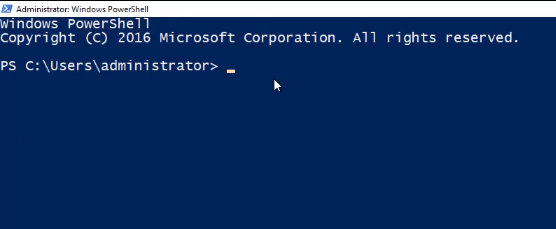 Administrator: Windows PowerShell
Windows PowerShell
Copyright (C) 2016 Microsoft Corporation. All rights reserved.
PS C:\Users\administrator>